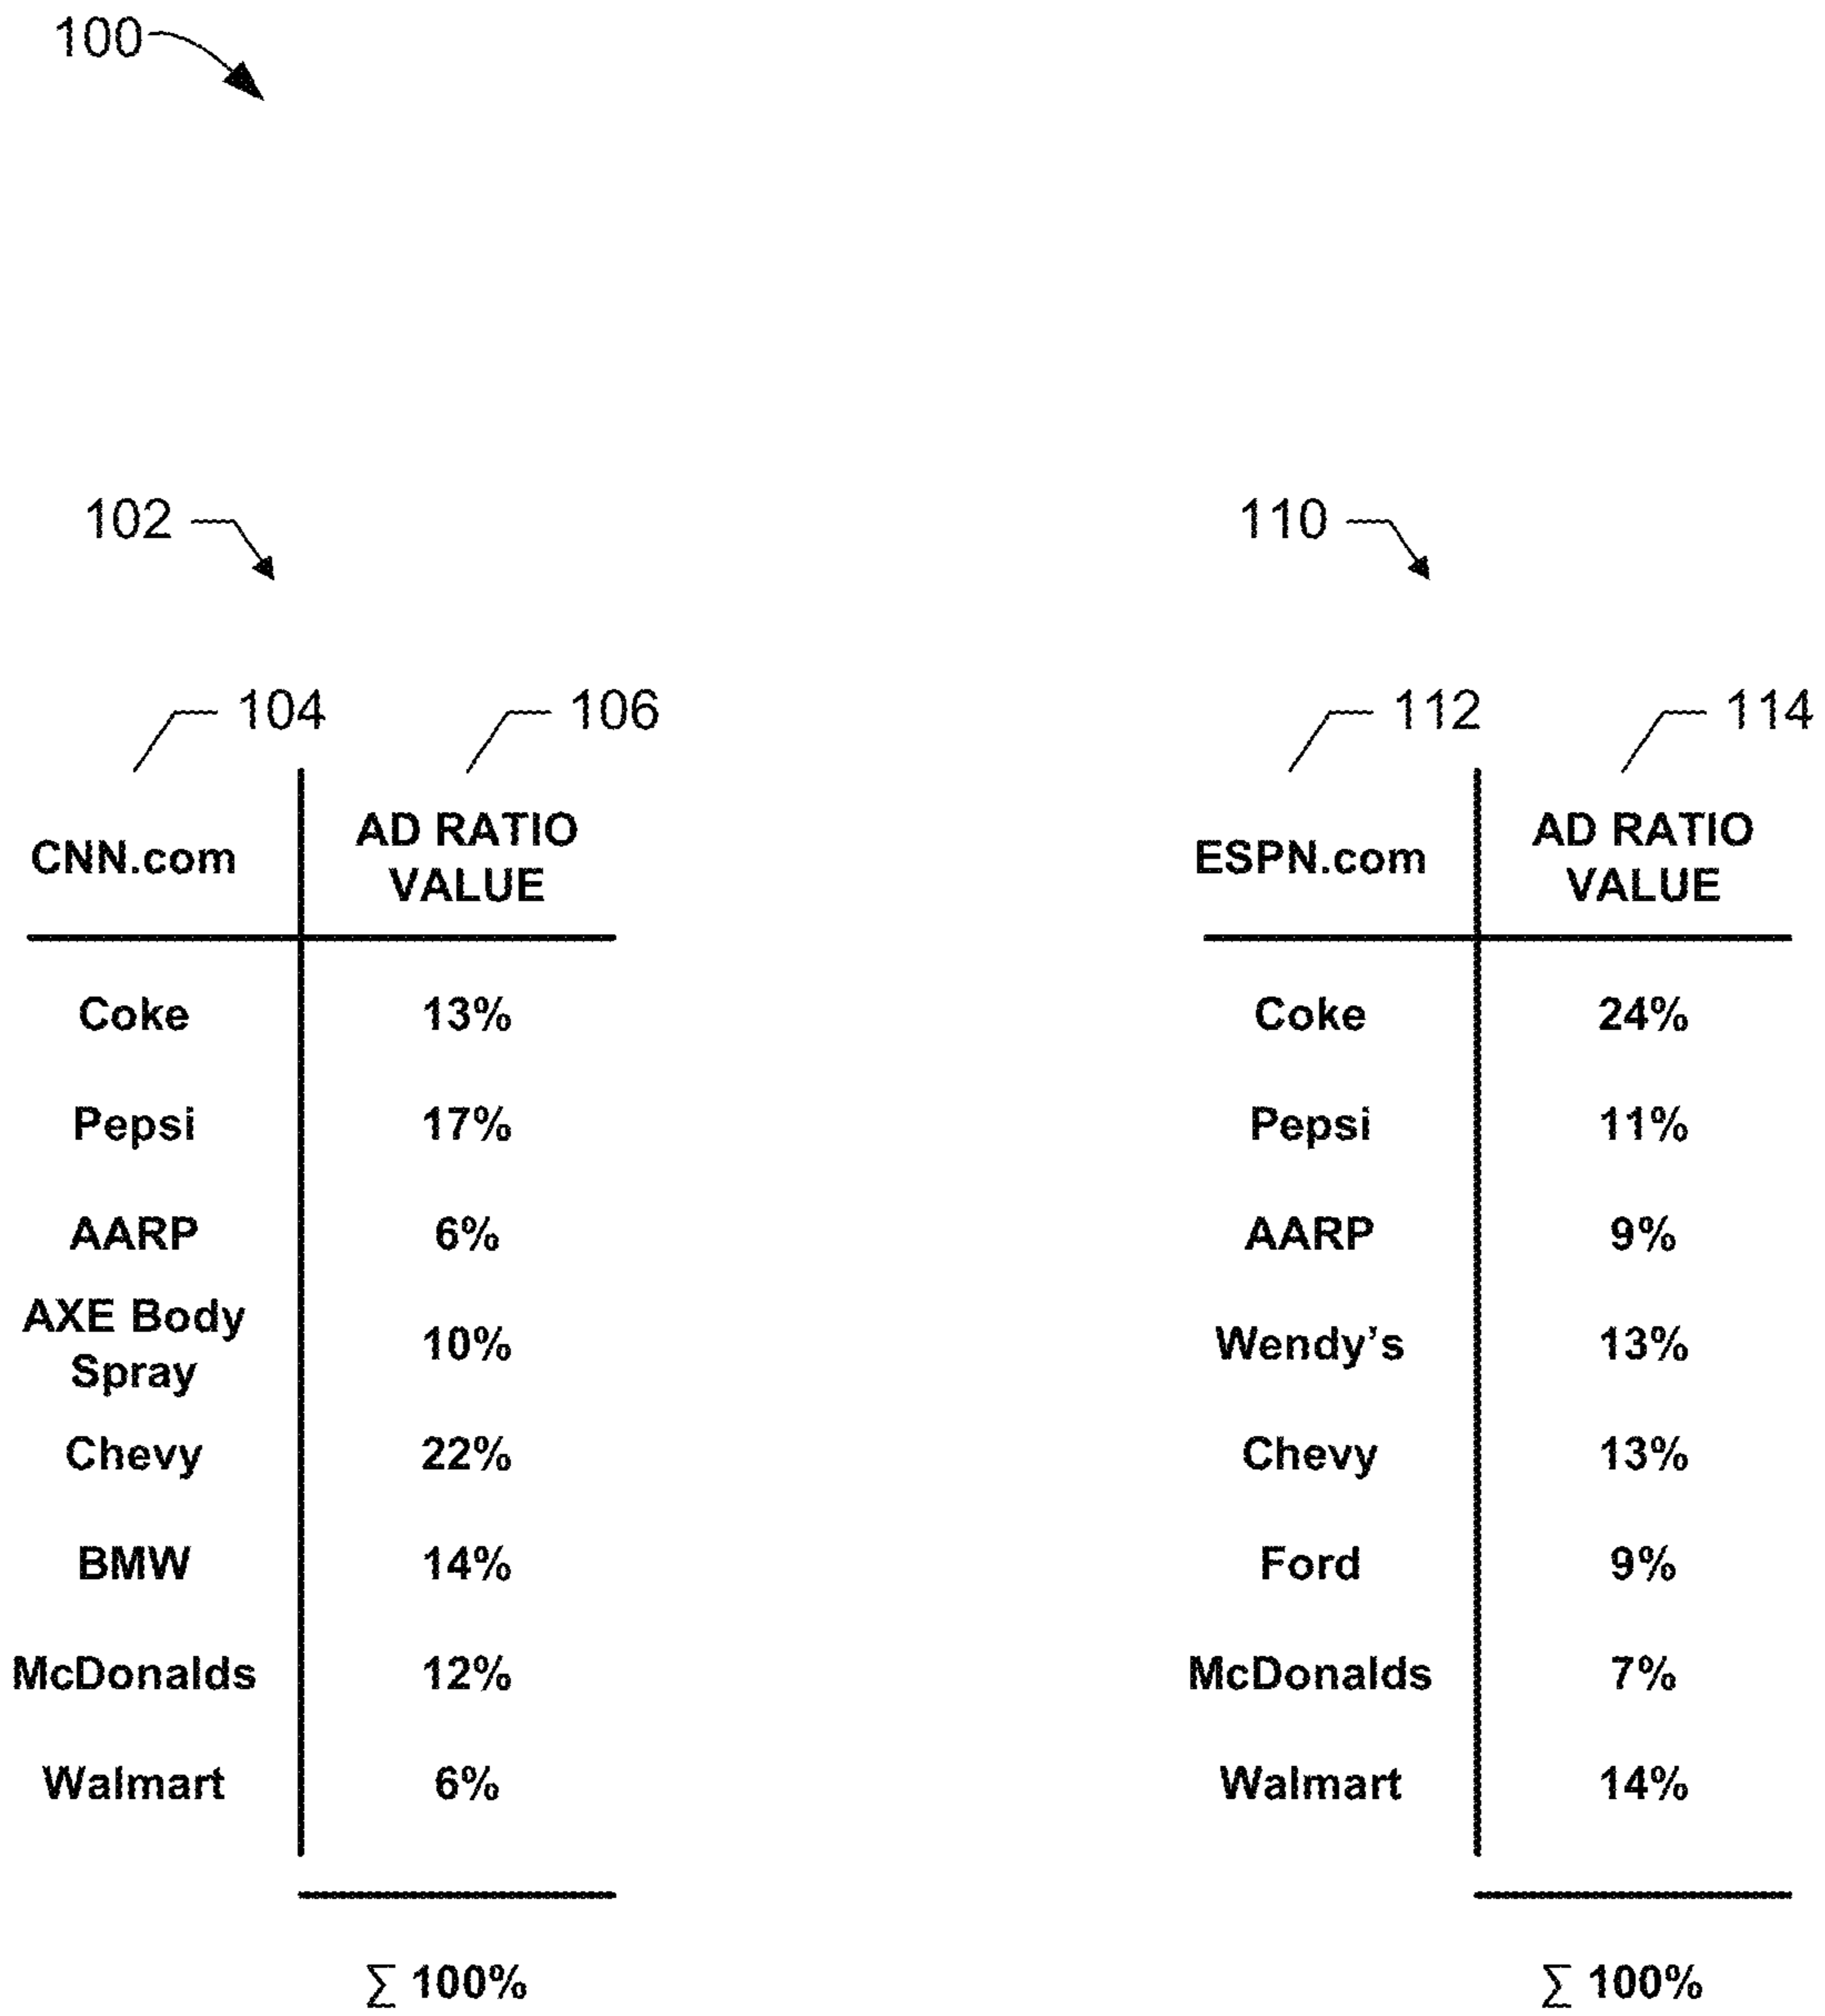 100
102
110
104
106
112
114
CNN.com
AD RATIO
VALUE
Coke 13%
Pepsi 17%
AARP 6%
AXE Body
Spray
10%
Chevy 22%
BMW 14%
McDonalds 12%
Walmart 6%
∑ 100%
ESPN.com
AD RATIO
VALUE
Coke 24%
Pepsi 11%
AARP 9%
Wendy’s 13%
Chevy 13%
Ford 9%
McDonalds 7%
Walmart 14%
∑ 100%